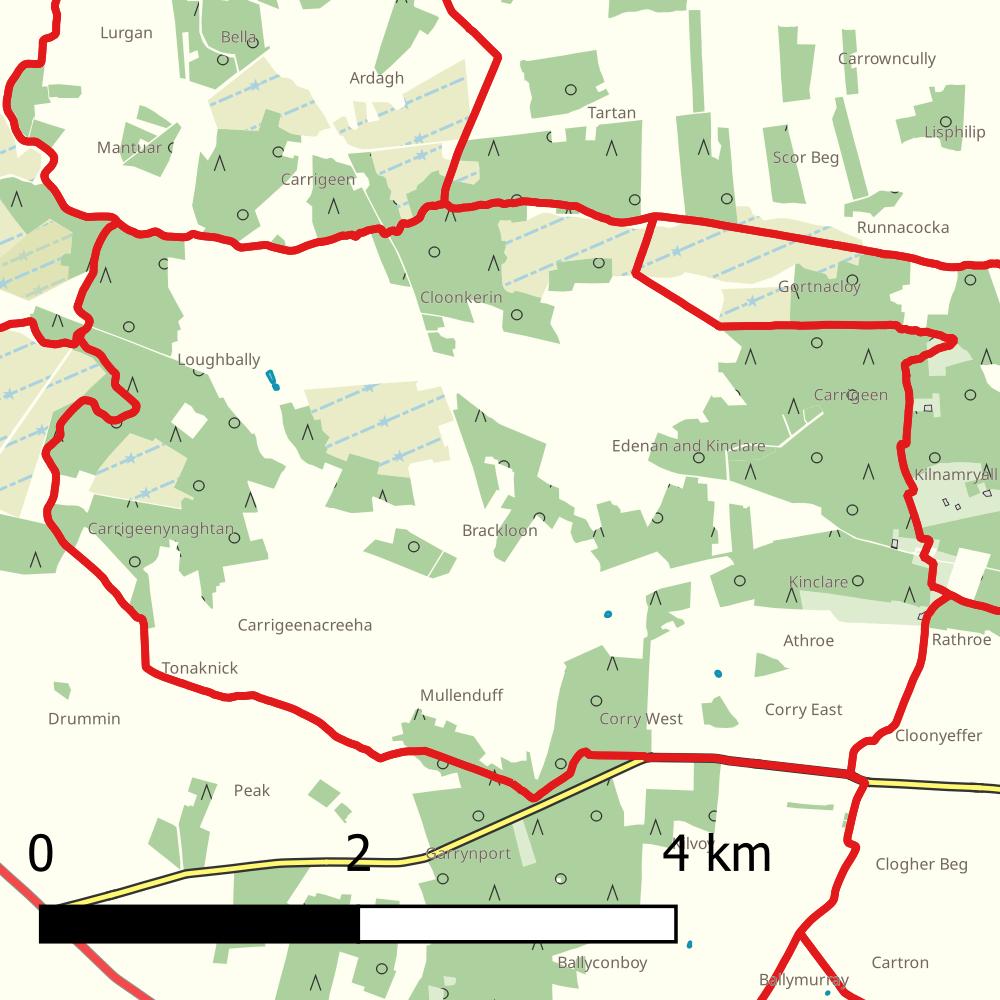 Lurgan
Bella
Carrowncully
Ardagh
Tartan
Lisphilip
Mantuar
Scor Beg
Carrigeen
Runnacocka
Gortnacloy
Cloonkerin
Loughbally
Carrigeen
Edenan and Kinclare
Kilnamryall
Carrigeenynaghtan
Brackloon
Kinclare
Carrigeenacreeha
Athroe
Rathroe
Tonaknick
Mullenduff
Drummin
Corry West
Corry East
Cloonyeffer
Peak
Kilvoy
Garrynport
0 2 4 km
Clogher Beg
Ballyconboy
Cartron
Ballymurray